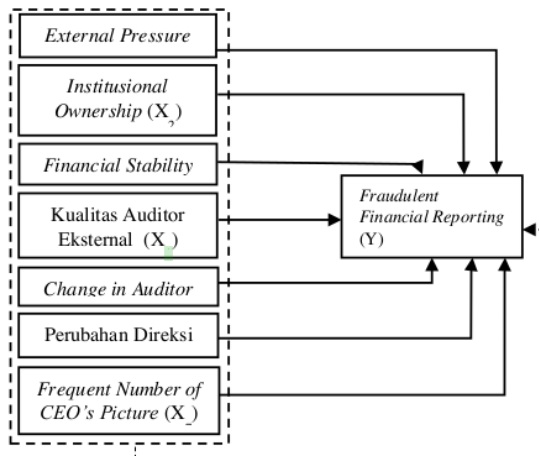 External Pressure
Institusional
Ownership (X2)
Financial Stability
Kualitas Auditor
Eksternal (X )
Change in Auditor
Perubahan Direksi
Frequent Number of
CEO's Picture (X )
Fraudulent
Financial Reporting
(Y)